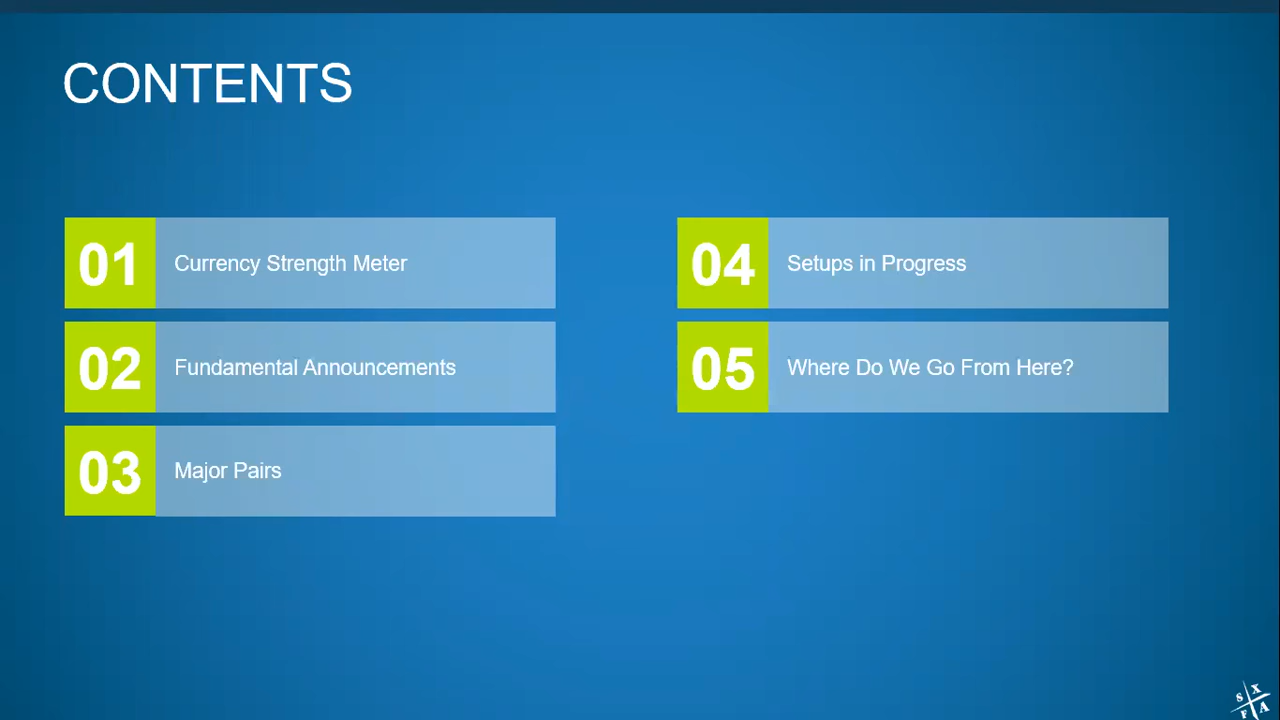 CONTENTS
01 Currency Strength Meter
02 Fundamental Announcements
03 Major Pairs
04 Setups in Progress
05 Where Do We Go From Here?
S X
F A